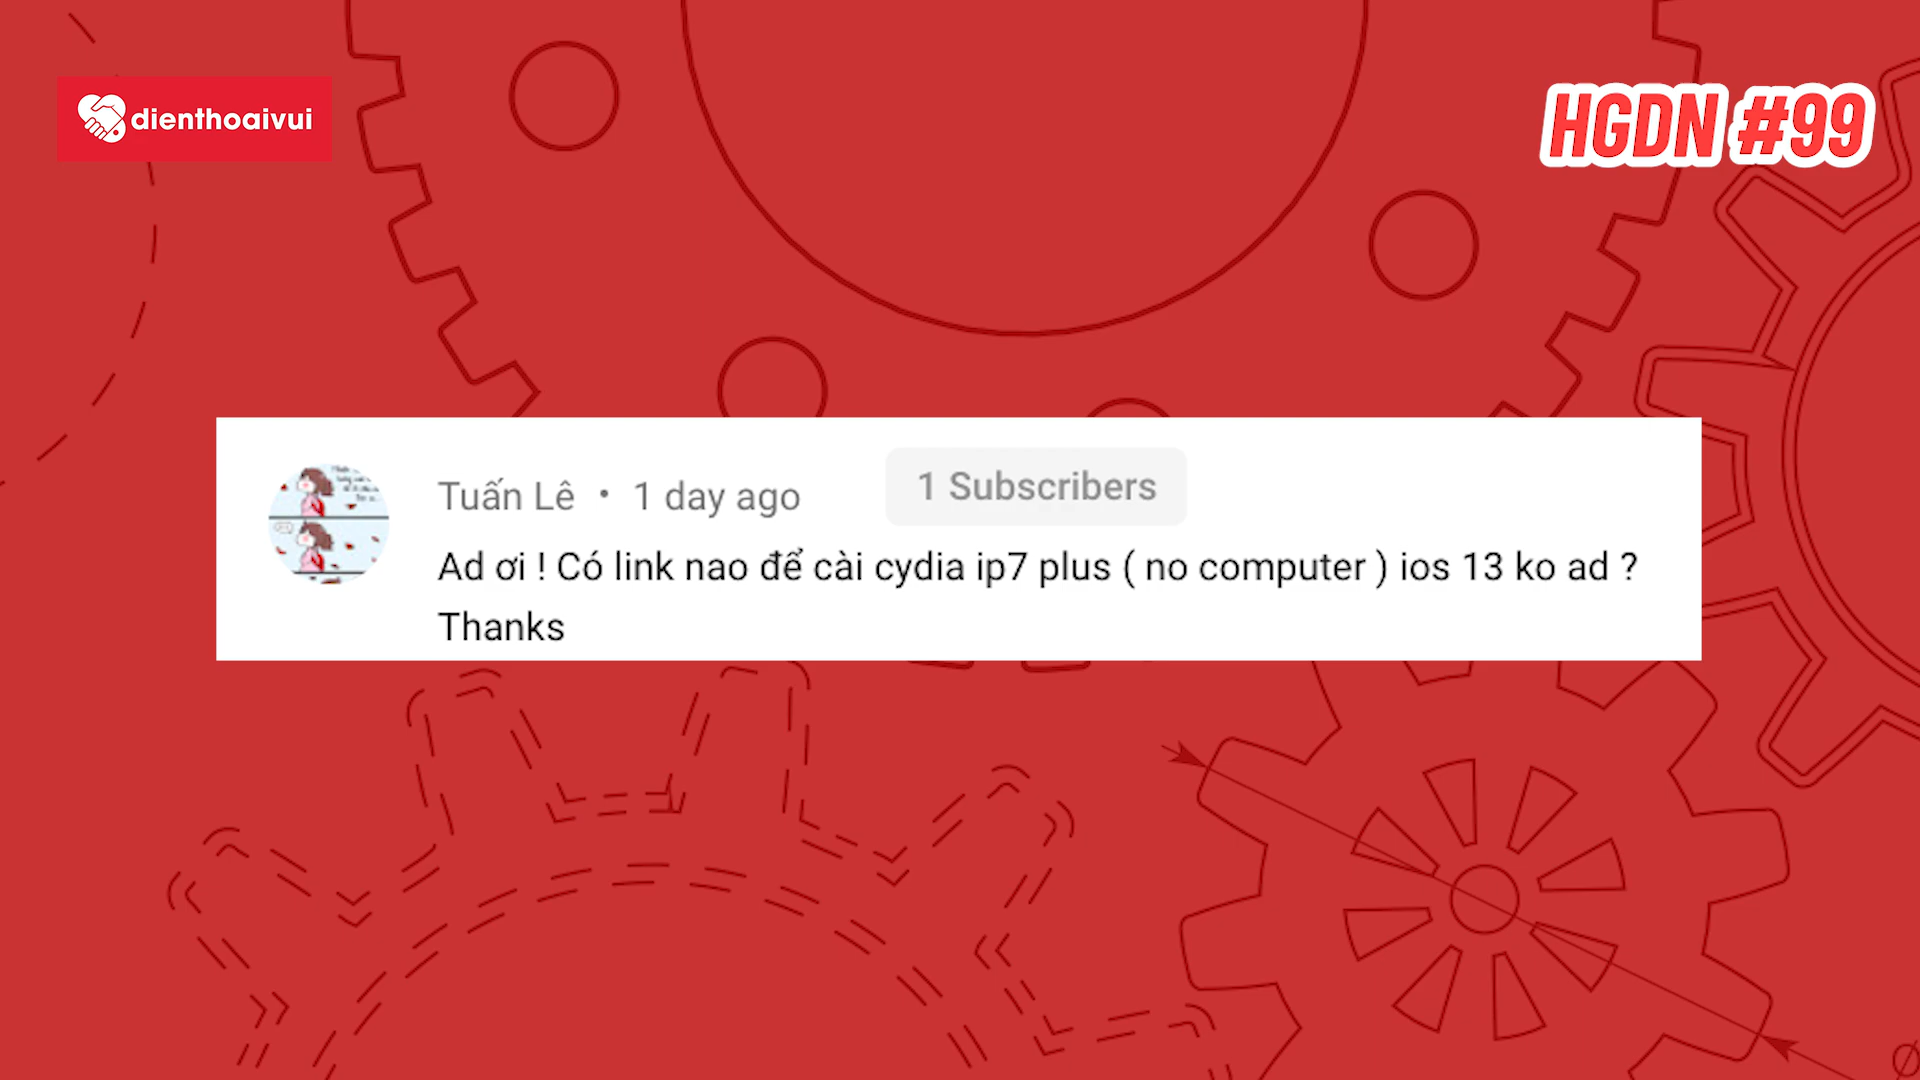 dienthoaivui
HGDN #99
Tuấn Lê • 1 day ago
1 Subscribers
Ad ơi ! Có link nao để cài cydia ip7 plus ( no computer ) ios 13 ko ad ?
Thanks